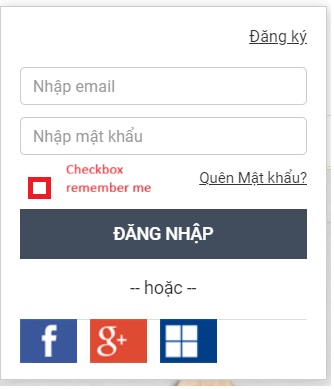 Đăng ký
Nhập email
Nhập mật khẩu
Checkbox
remember me
Quên Mật khẩu?
ĐĂNG NHẬP
-- hoặc --
f g+